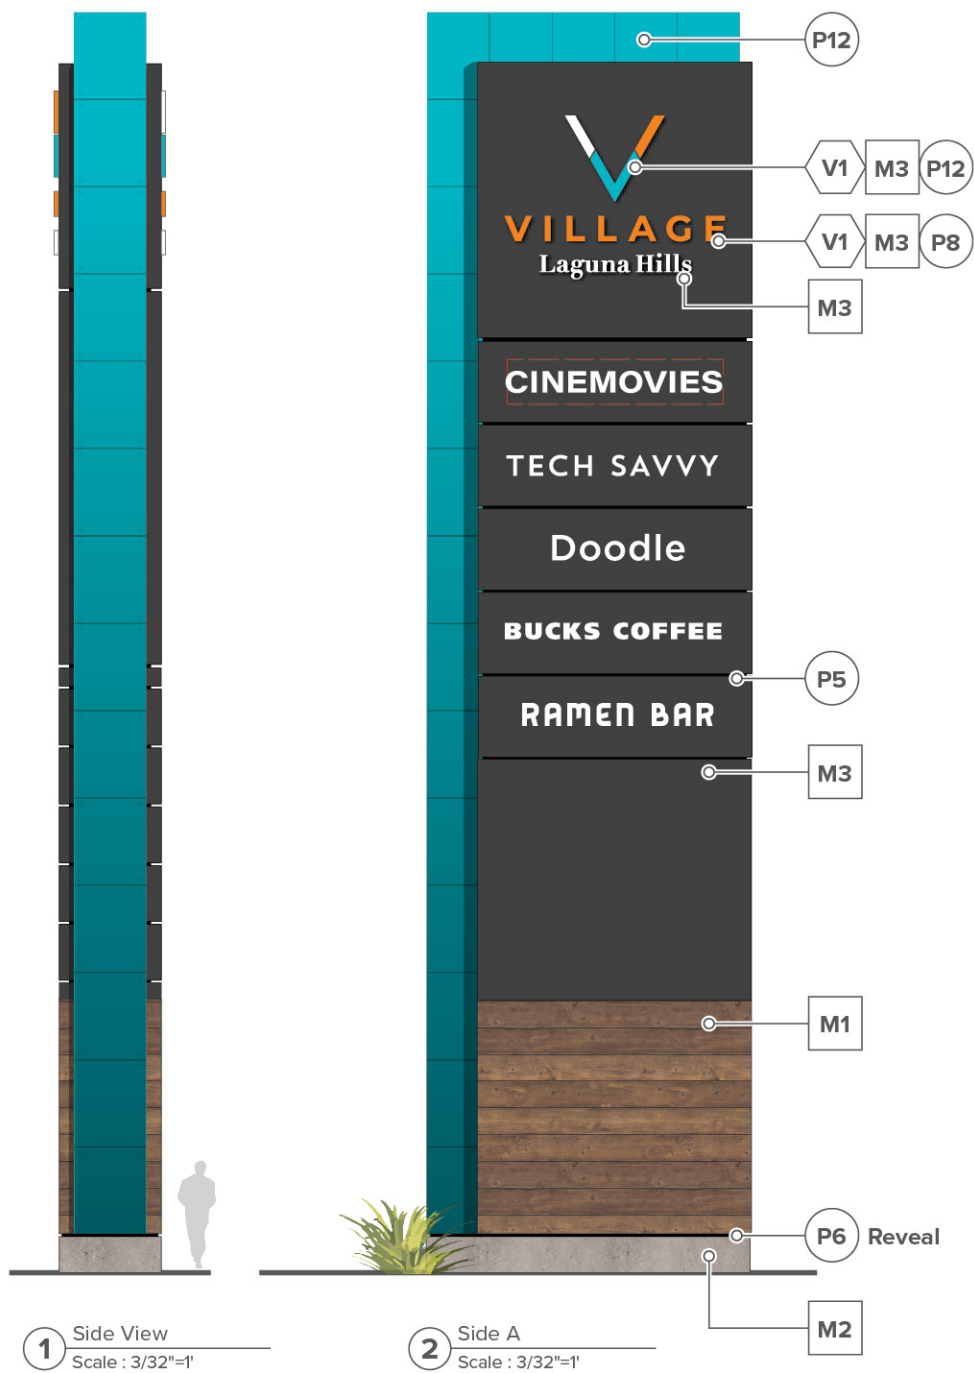 P12
V1 M3 P12
VILLAGE
V1 M3 P8
Laguna Hills
M3
CINEMOVIES
TECH SAVVY
Doodle
BUCKS COFFEE
P5
RAMEN BAR
M3
M1
P6 Reveal
M2
1 Side View
Scale : 3/32"=1'
2 Side A
Scale : 3/32"=1'